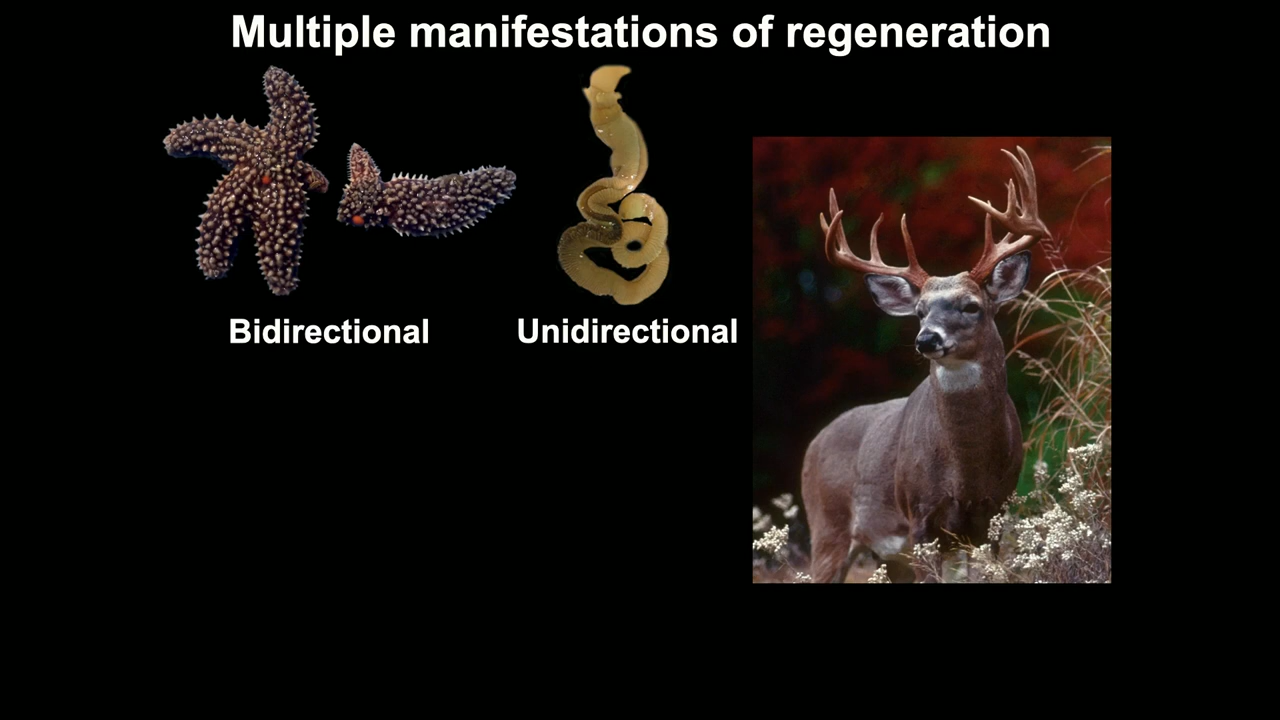 Multiple manifestations of regeneration
Bidirectional
Unidirectional